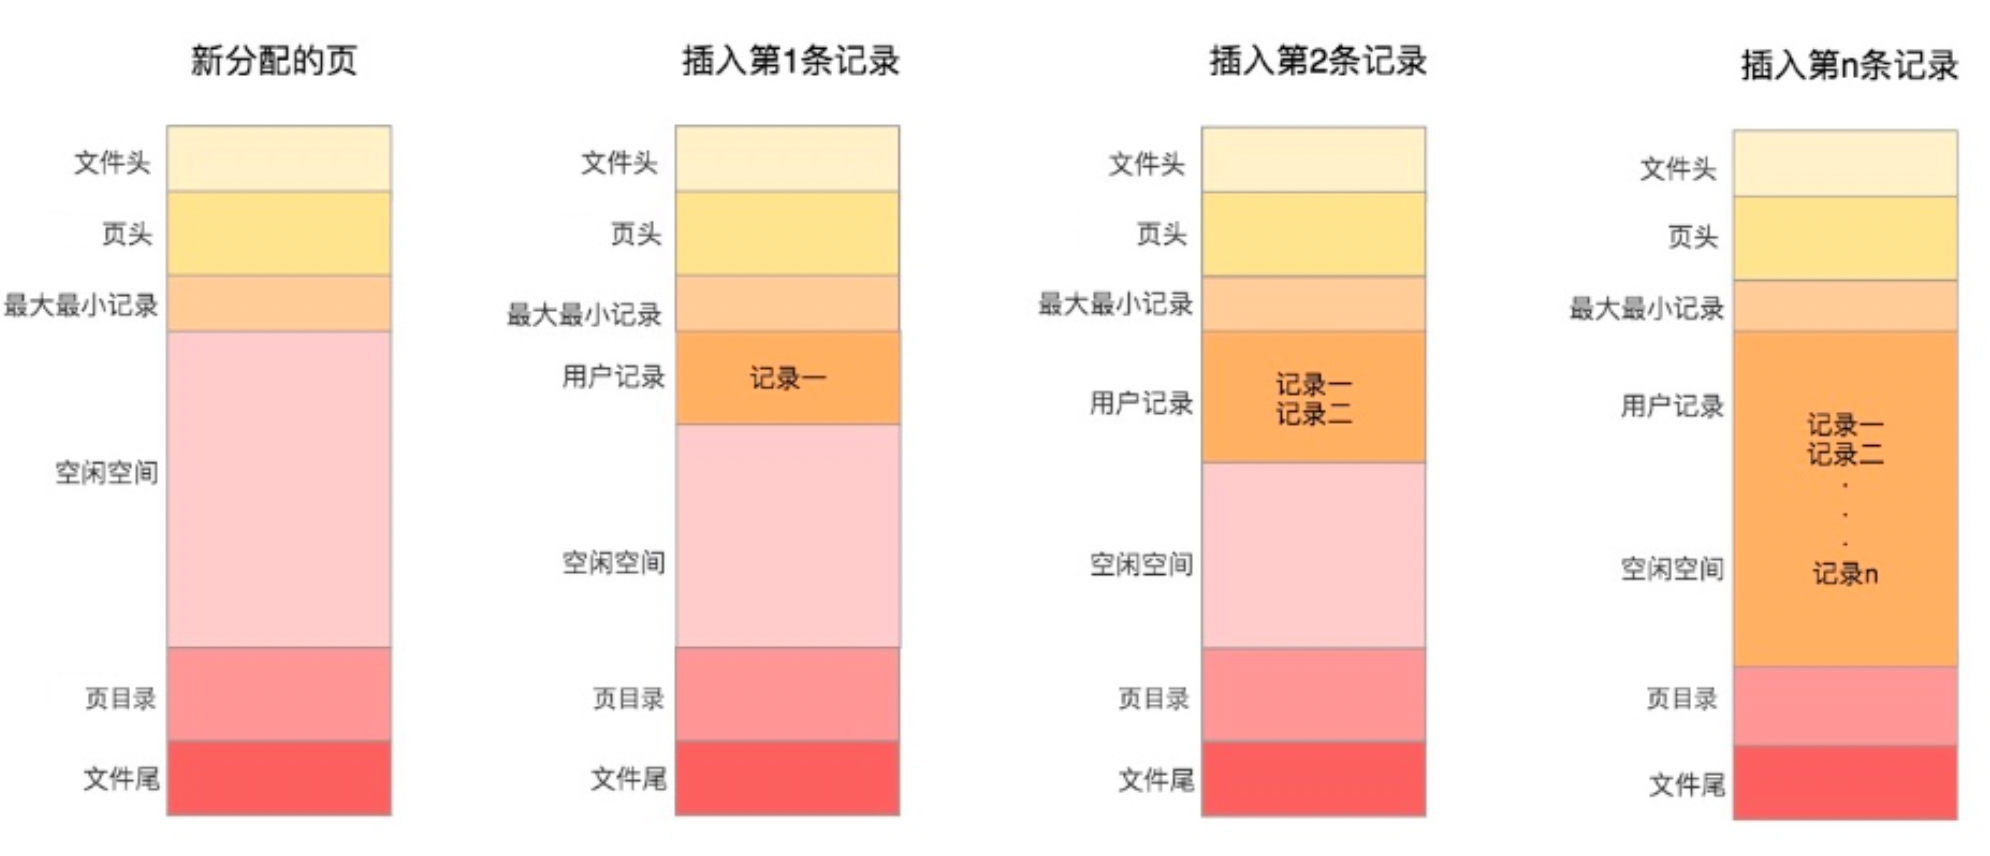 新分配的页
文件头
页头
最大最小记录
空闲空间
页目录
文件尾
插入第1条记录
文件头
页头
最大最小记录
用户记录
记录一
空闲空间
页目录
文件尾
插入第2条记录
文件头
页头
最大最小记录
用户记录
记录一
记录二
空闲空间
页目录
文件尾
插入第n条记录
文件头
页头
最大最小记录
用户记录
记录一
记录二
.
.
.
记录n
空闲空间
页目录
文件尾